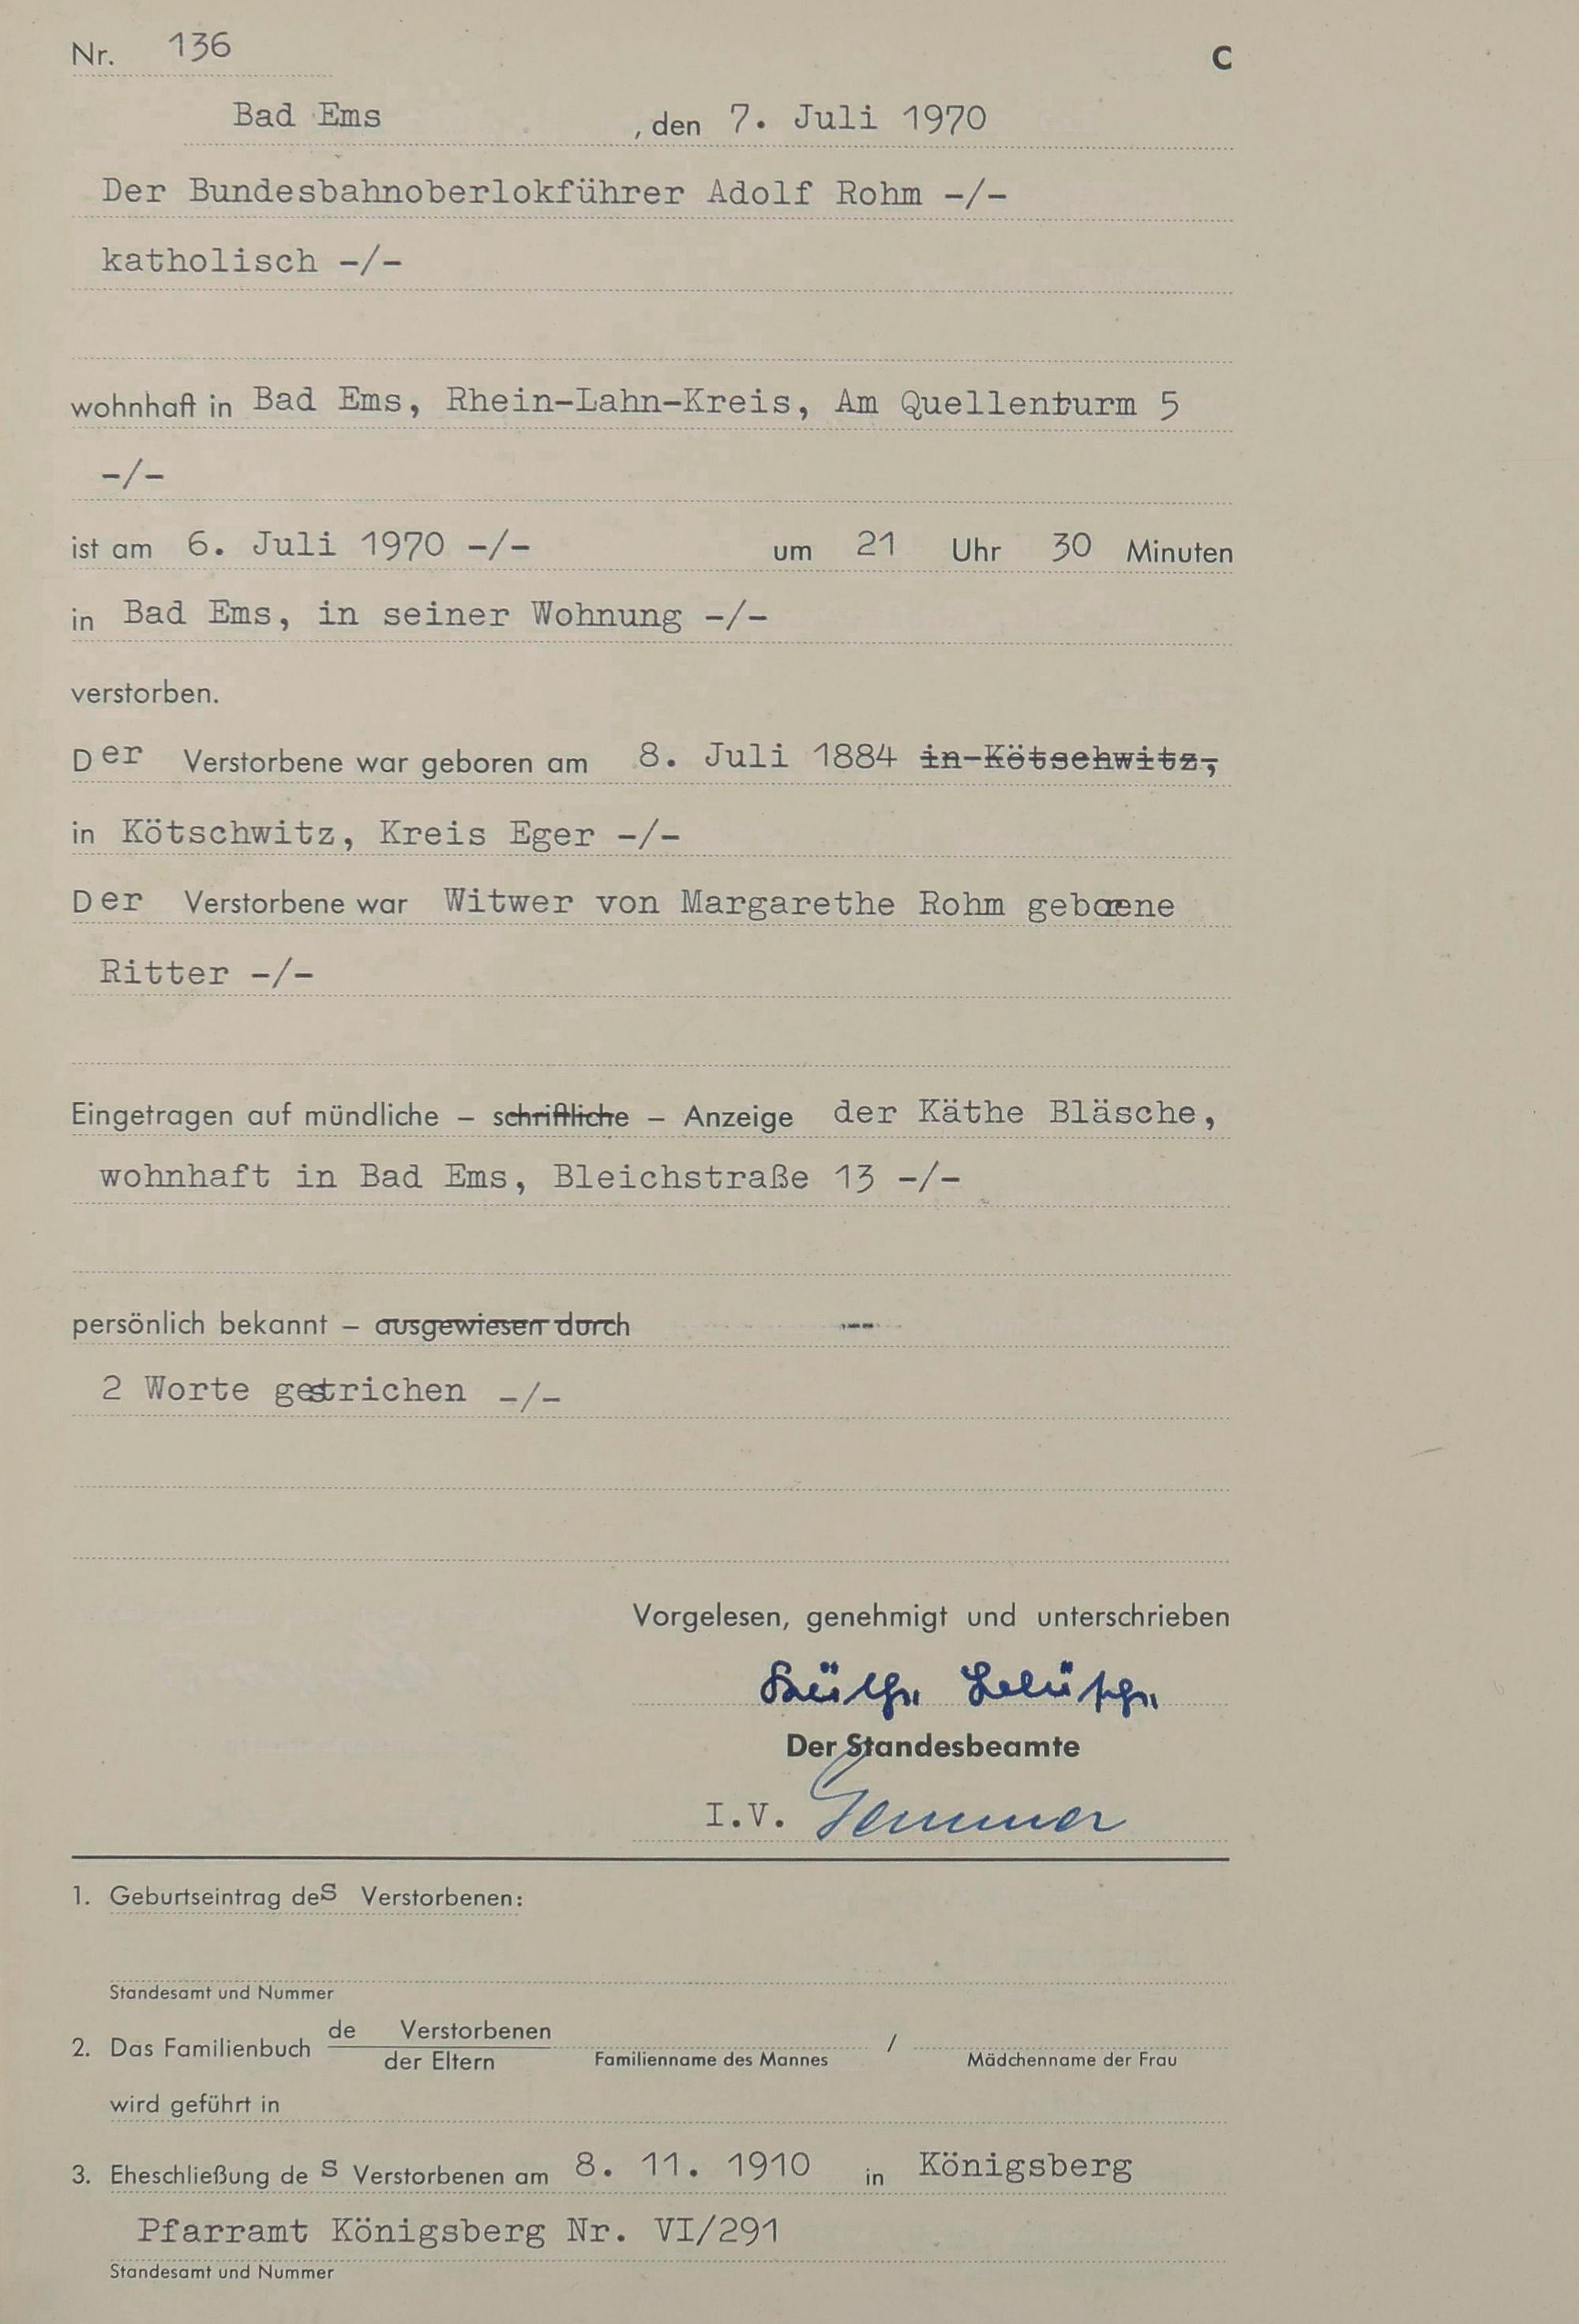 Nr. 136 C
Bad Ems , den 7. Juli 1970
Der Bundesbahnoberlokführer Adolf Rohm -/-
katholisch -/-
wohnhaft in Bad Ems, Rhein-Lahn-Kreis, Am Quellenturm 5
-/-
ist am 6. Juli 1970 -/- um 21 Uhr 30 Minuten
in Bad Ems, in seiner Wohnung -/-
verstorben.
Der Verstorbene war geboren am 8. Juli 1884 in Kötschwitz,
in Kötschwitz, Kreis Eger -/-
Der Verstorbene war Witwer von Margarethe Rohm geborene
Ritter -/-
Eingetragen auf mündliche – schriftliche – Anzeige der Käthe Bläsche,
wohnhaft in Bad Ems, Bleichstraße 13 -/-
persönlich bekannt – ausgewiesen durch ---
2 Worte gestrichen -/-
Vorgelesen, genehmigt und unterschrieben
Käthe Bläsche
Der Standesbeamte
I.V.
1. Geburtseintrag des Verstorbenen:
Standesamt und Nummer
2. Das Familienbuch de Verstorbenen / 
der Eltern Familienname des Mannes Mädchenname der Frau
wird geführt in
3. Eheschließung des Verstorbenen am 8. 11. 1910 in Königsberg
Pfarramt Königsberg Nr. VI/291
Standesamt und Nummer